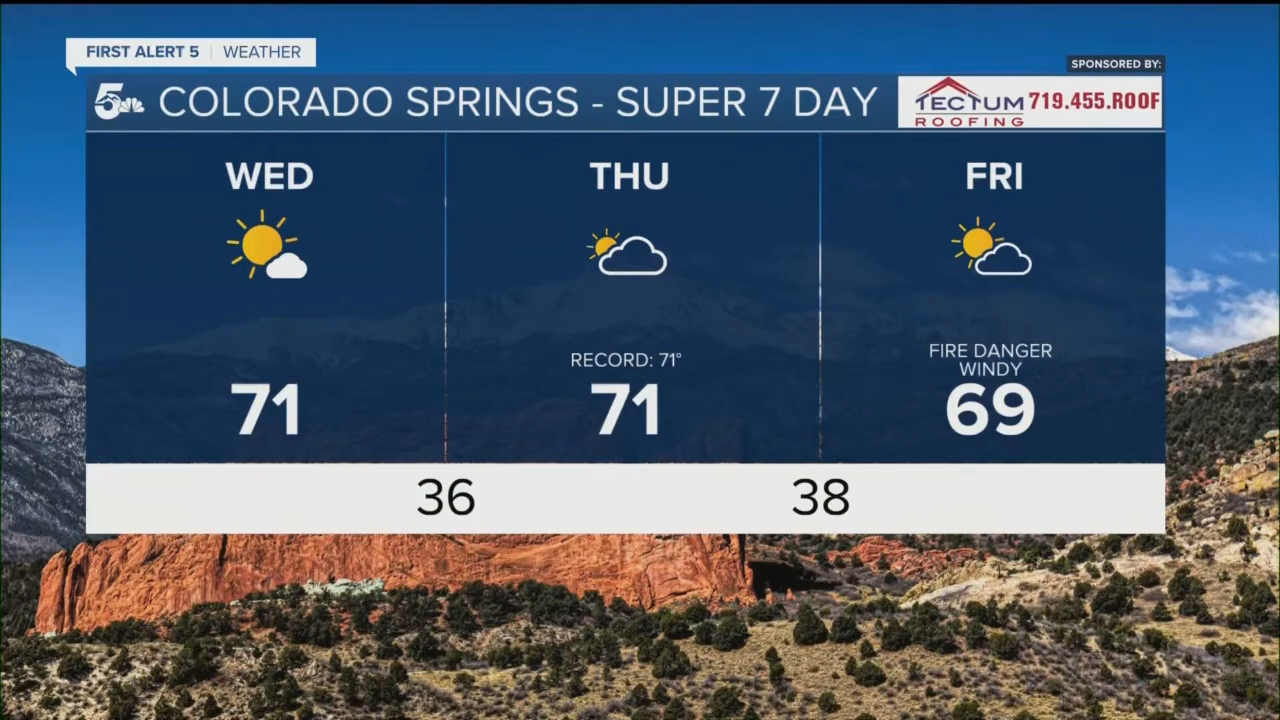 FIRST ALERT 5 | WEATHER
SPONSORED BY:
5 COLORADO SPRINGS - SUPER 7 DAY
TECTUM 719.455.ROOF
ROOFING
WED THU FRI
RECORD: 71°
FIRE DANGER
WINDY
71 71 69
36 38